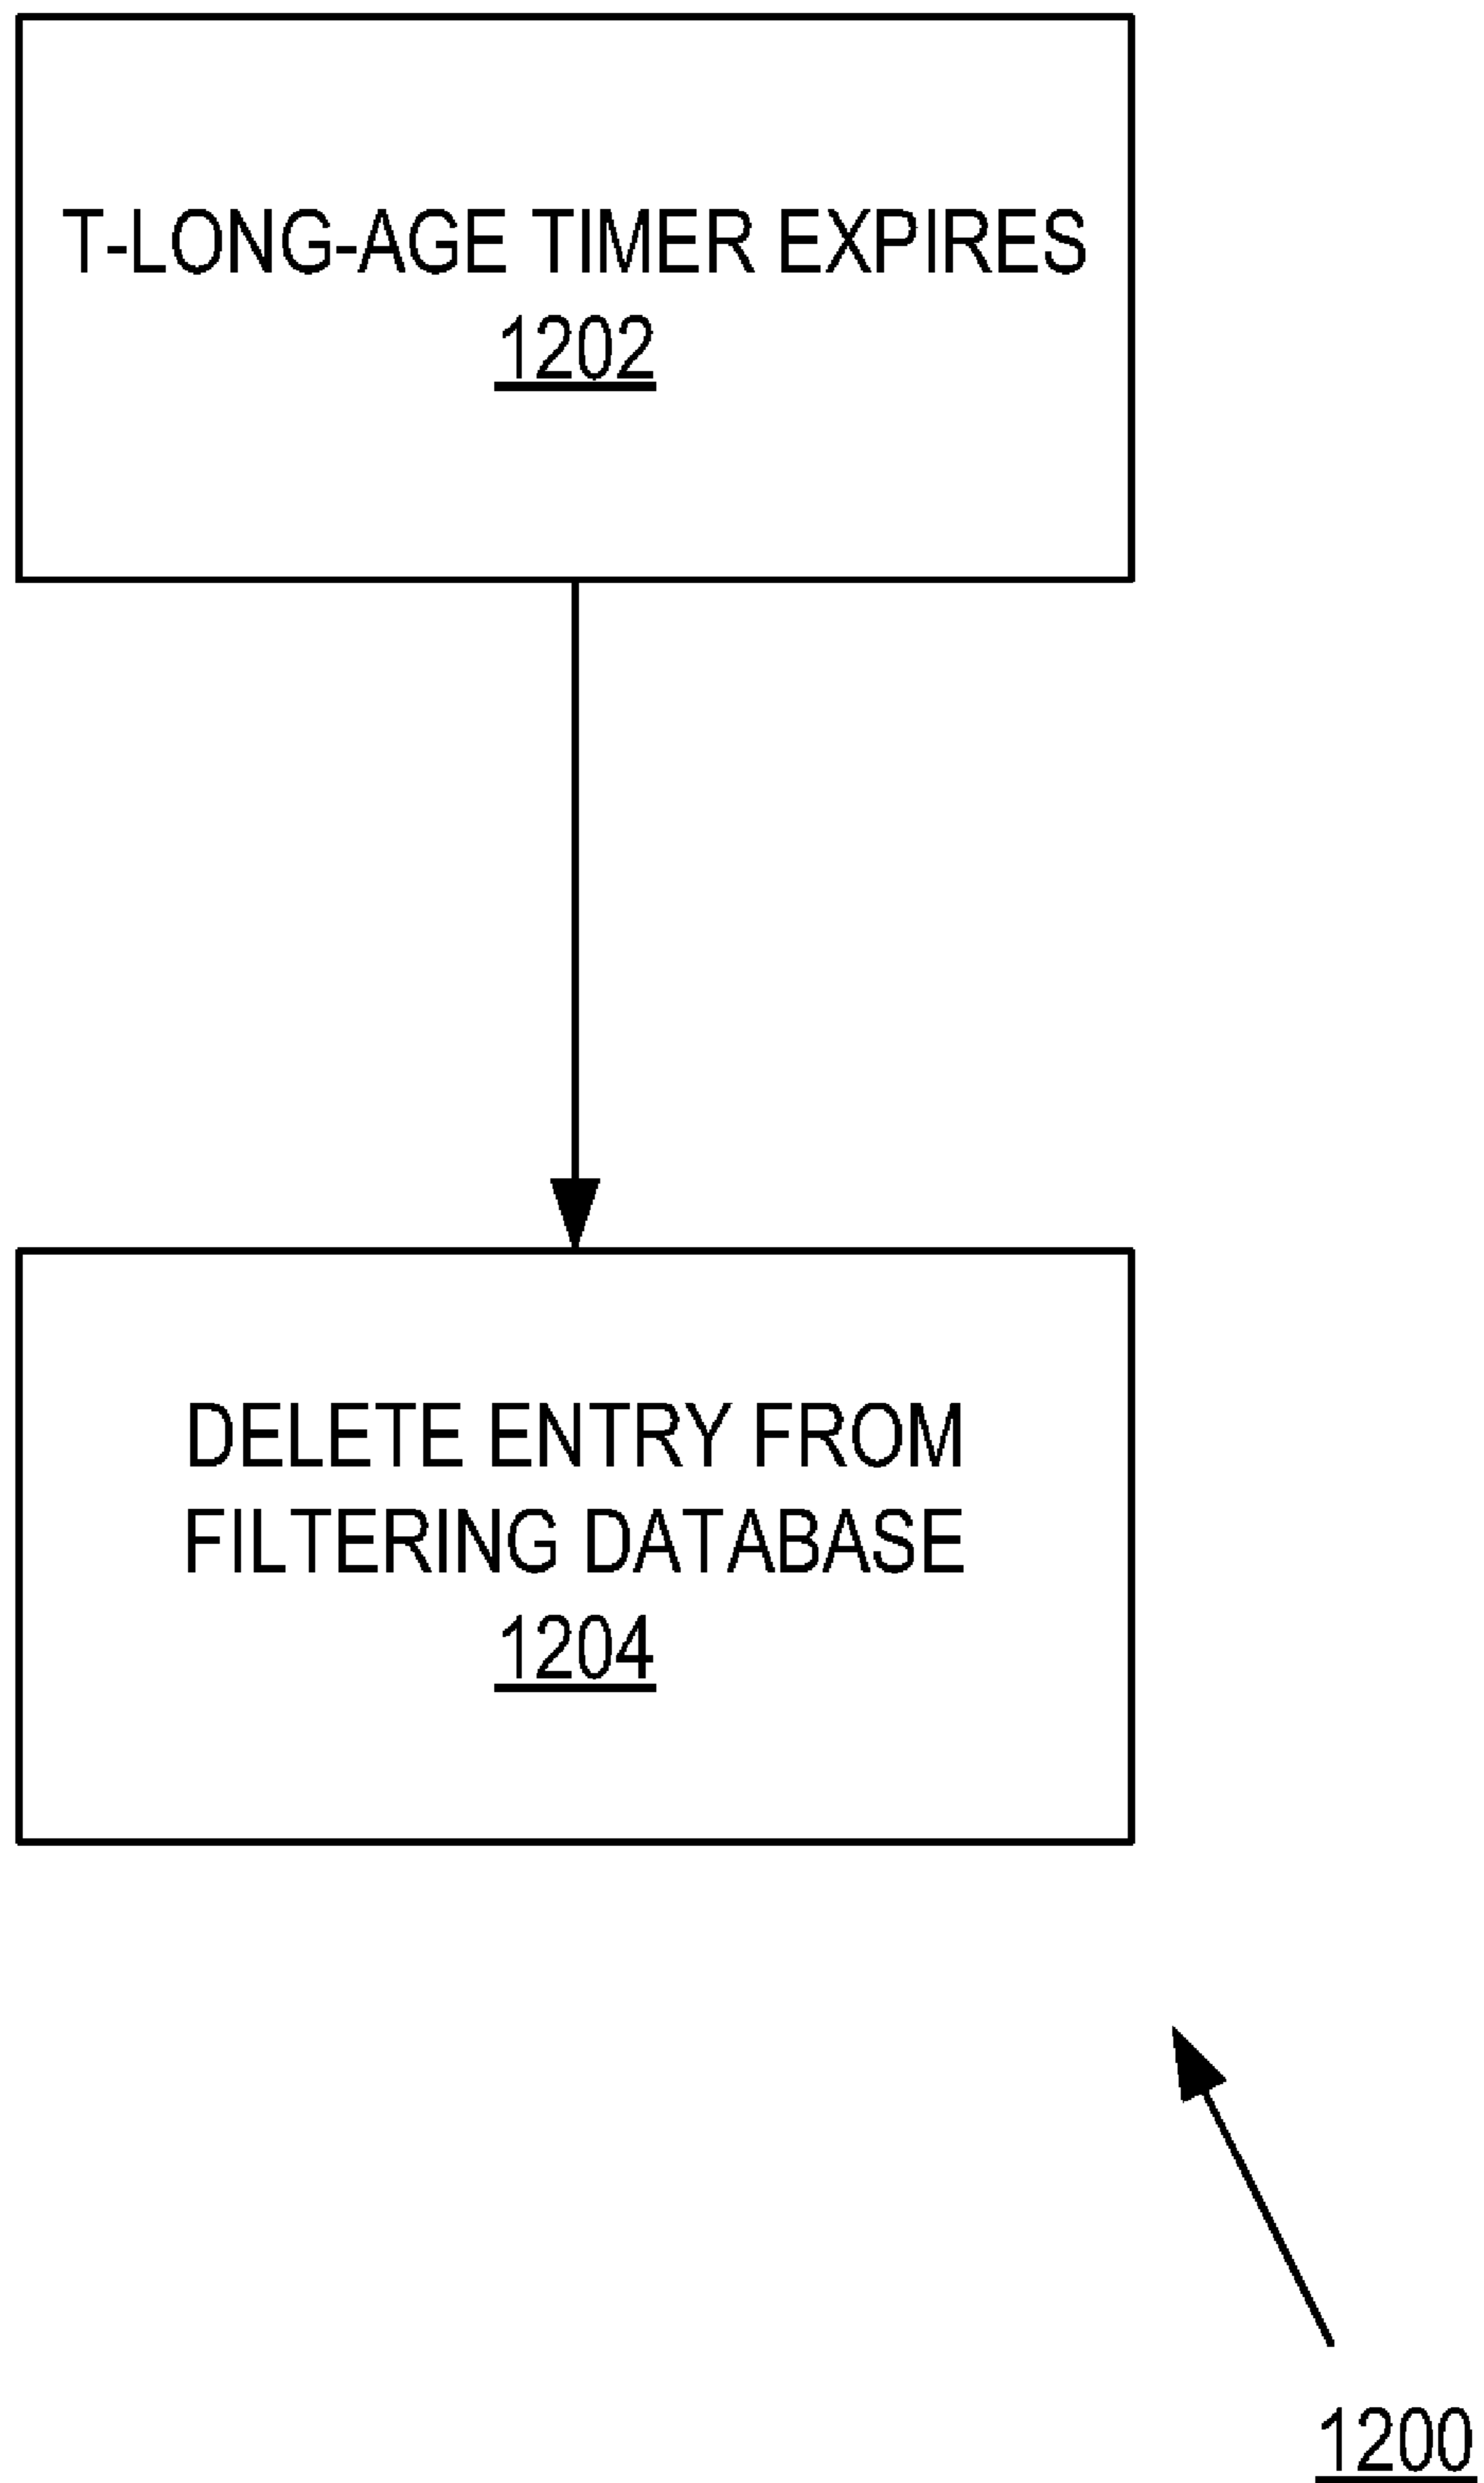 T-LONG-AGE TIMER EXPIRES
1202
DELETE ENTRY FROM
FILTERING DATABASE
1204
1200